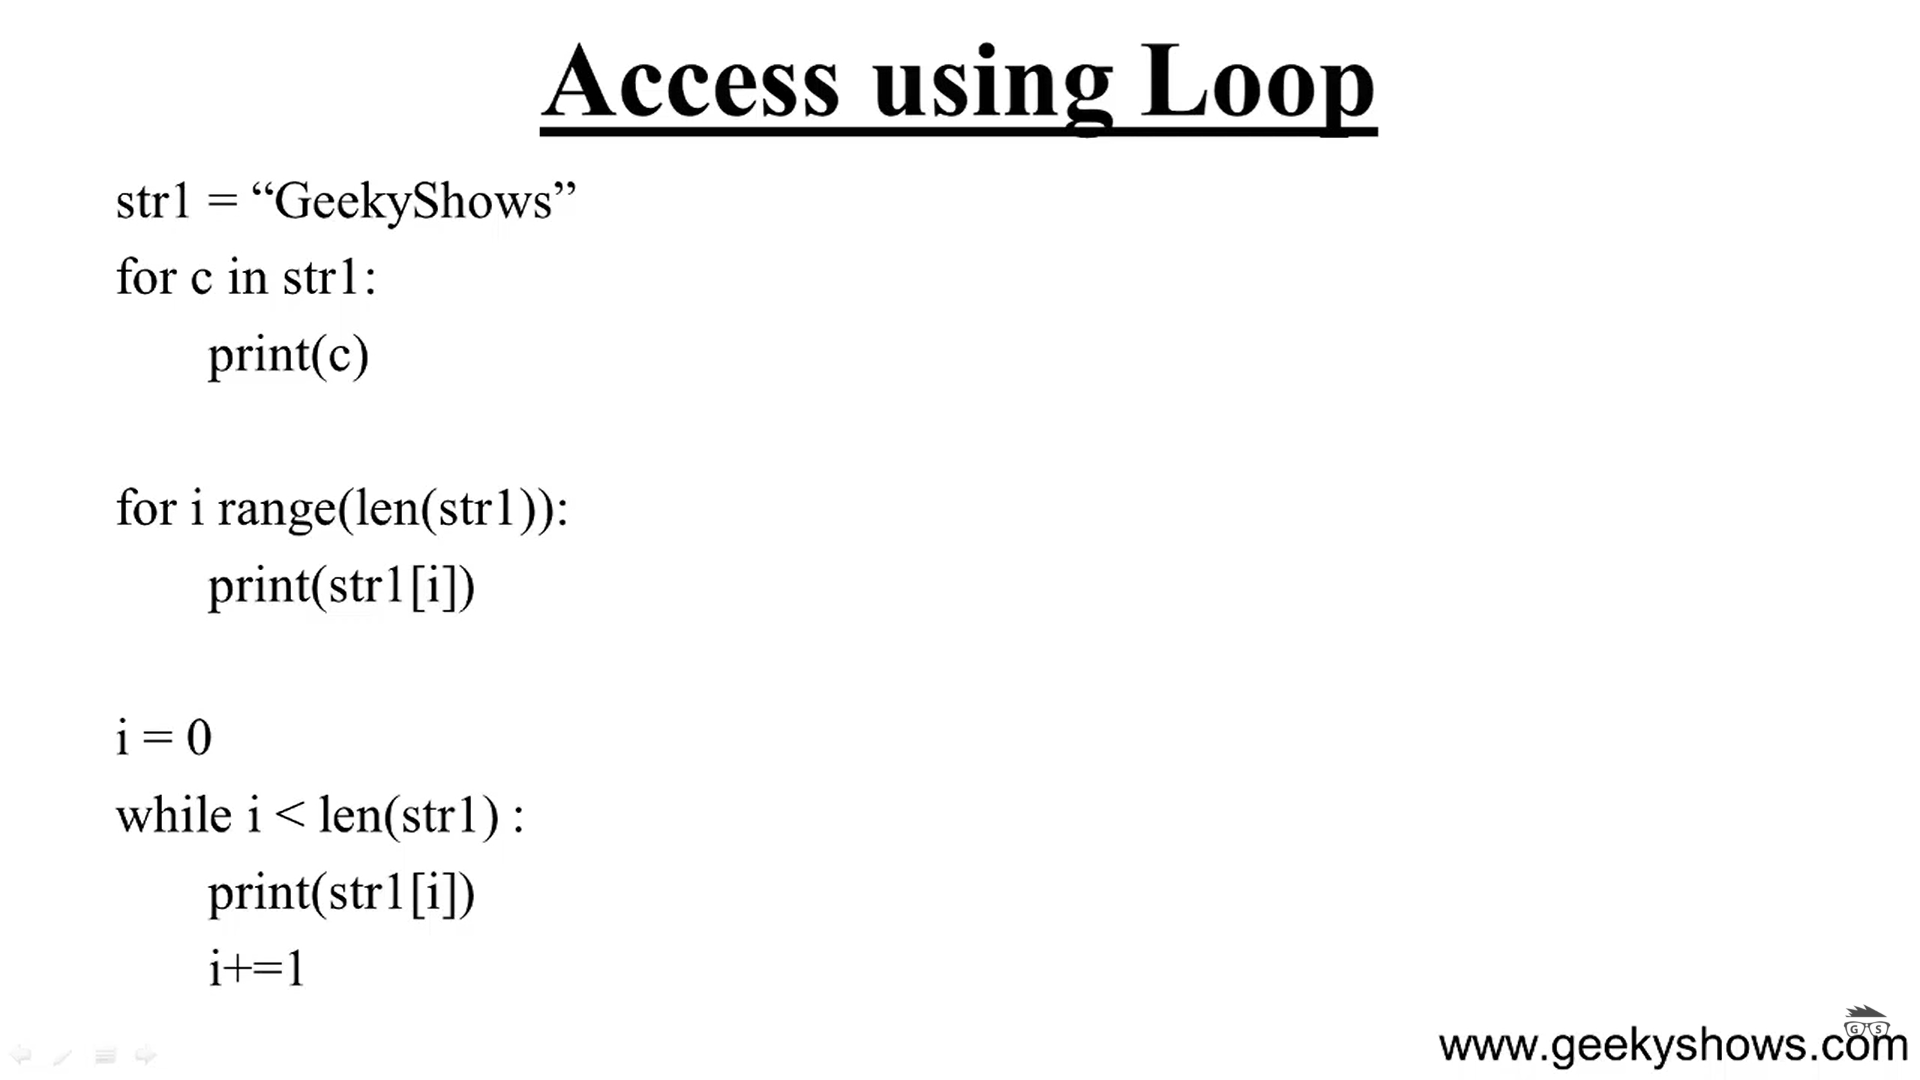 Access using Loop
str1 = “GeekyShows”
for c in str1:
print(c)
for i range(len(str1)):
print(str1[i])
i = 0
while i < len(str1) :
print(str1[i])
i+=1
G S
www.geekyshows.com